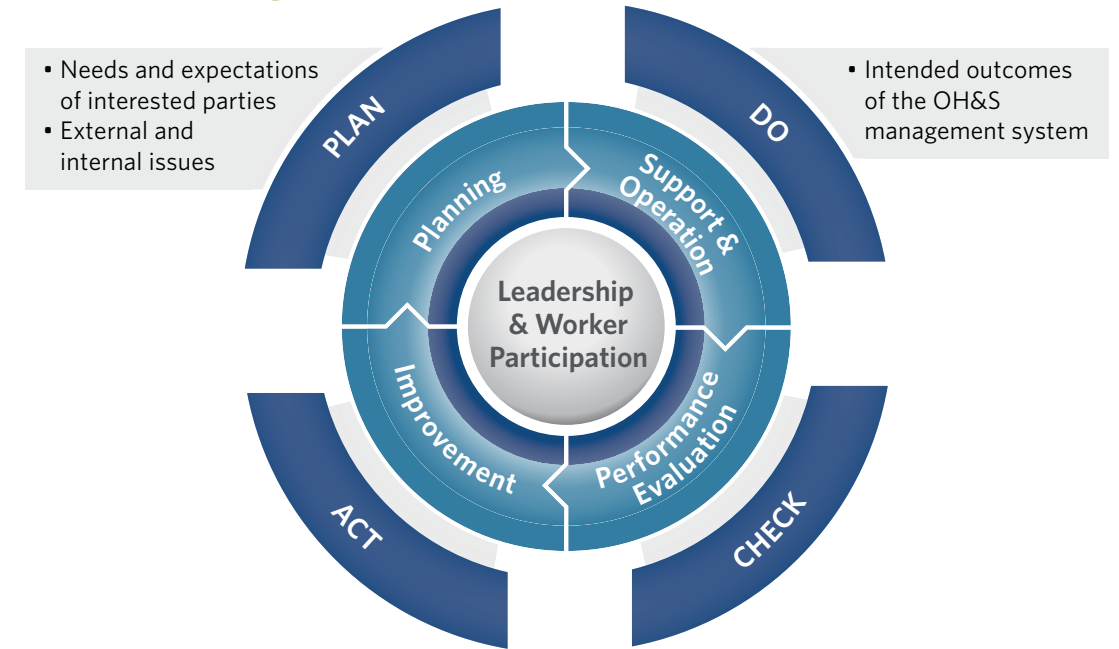 • Needs and expectations
of interested parties
• External and
internal issues
PLAN
DO
• Intended outcomes
of the OH&S
management system
Planning
Support &
Operation
Leadership
& Worker
Participation
Improvement
Performance
Evaluation
ACT
CHECK